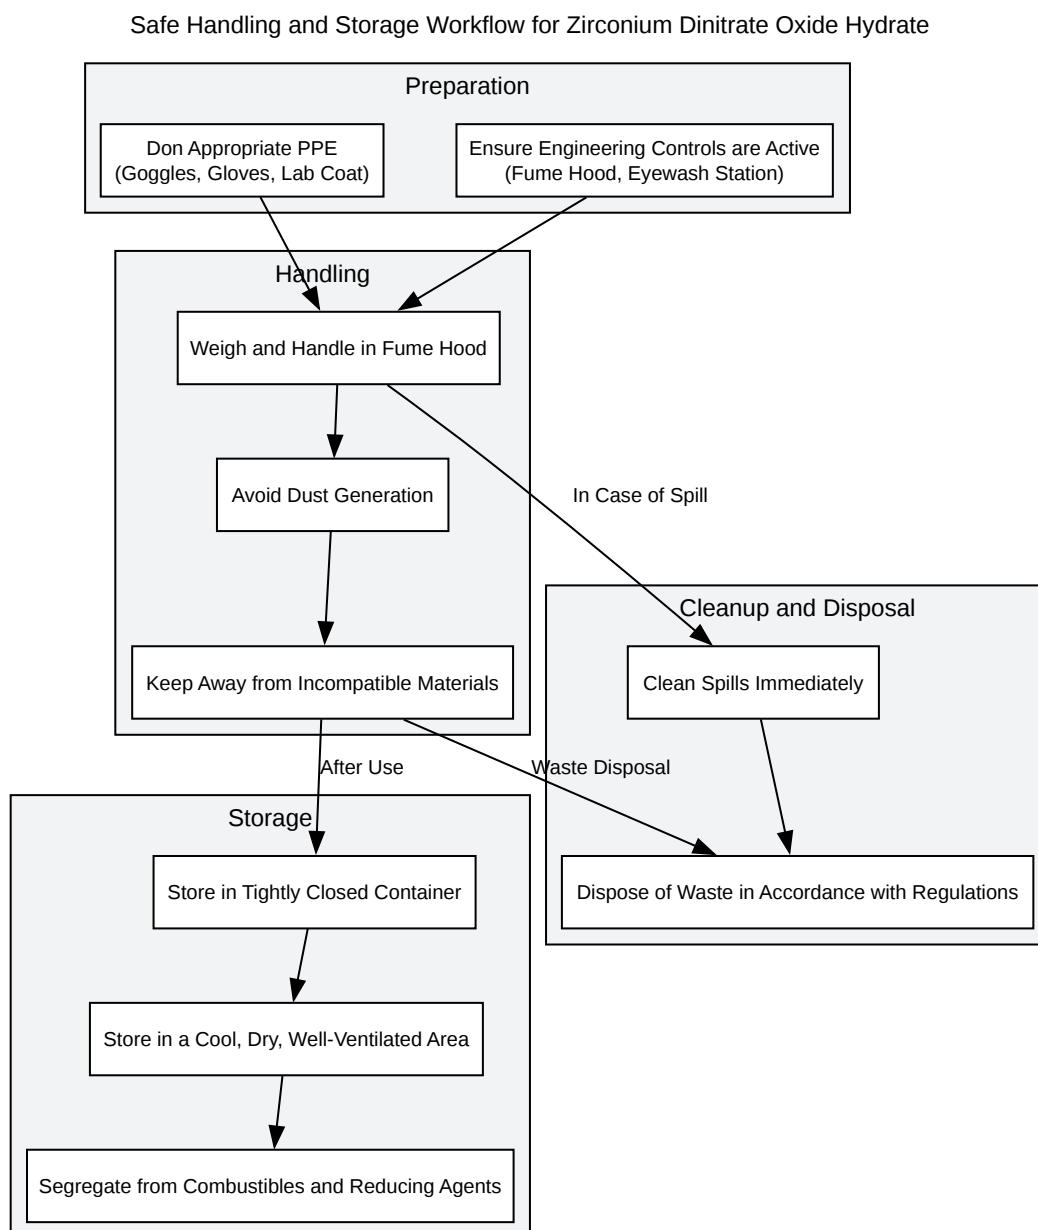 Safe Handling and Storage Workflow for Zirconium Dinitrate Oxide Hydrate
Preparation
Don Appropriate PPE
(Goggles, Gloves, Lab Coat)
Ensure Engineering Controls are Active
(Fume Hood, Eyewash Station)
Handling
Weigh and Handle in Fume Hood
Avoid Dust Generation
In Case of Spill
Keep Away from Incompatible Materials
Cleanup and Disposal
Clean Spills Immediately
After Use
Waste Disposal
Dispose of Waste in Accordance with Regulations
Storage
Store in Tightly Closed Container
Store in a Cool, Dry, Well-Ventilated Area
Segregate from Combustibles and Reducing Agents